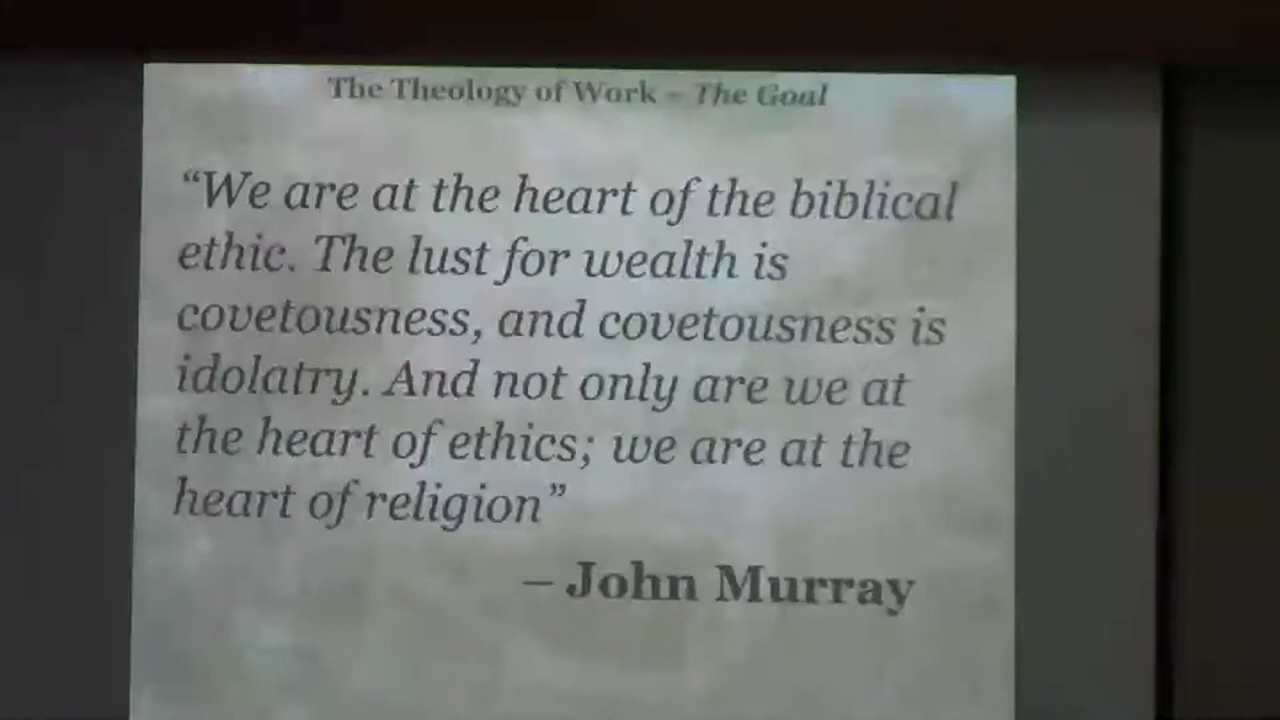 The Theology of Work – The Goal
“We are at the heart of the biblical
ethic. The lust for wealth is
covetousness, and covetousness is
idolatry. And not only are we at
the heart of ethics; we are at the
heart of religion”
– John Murray